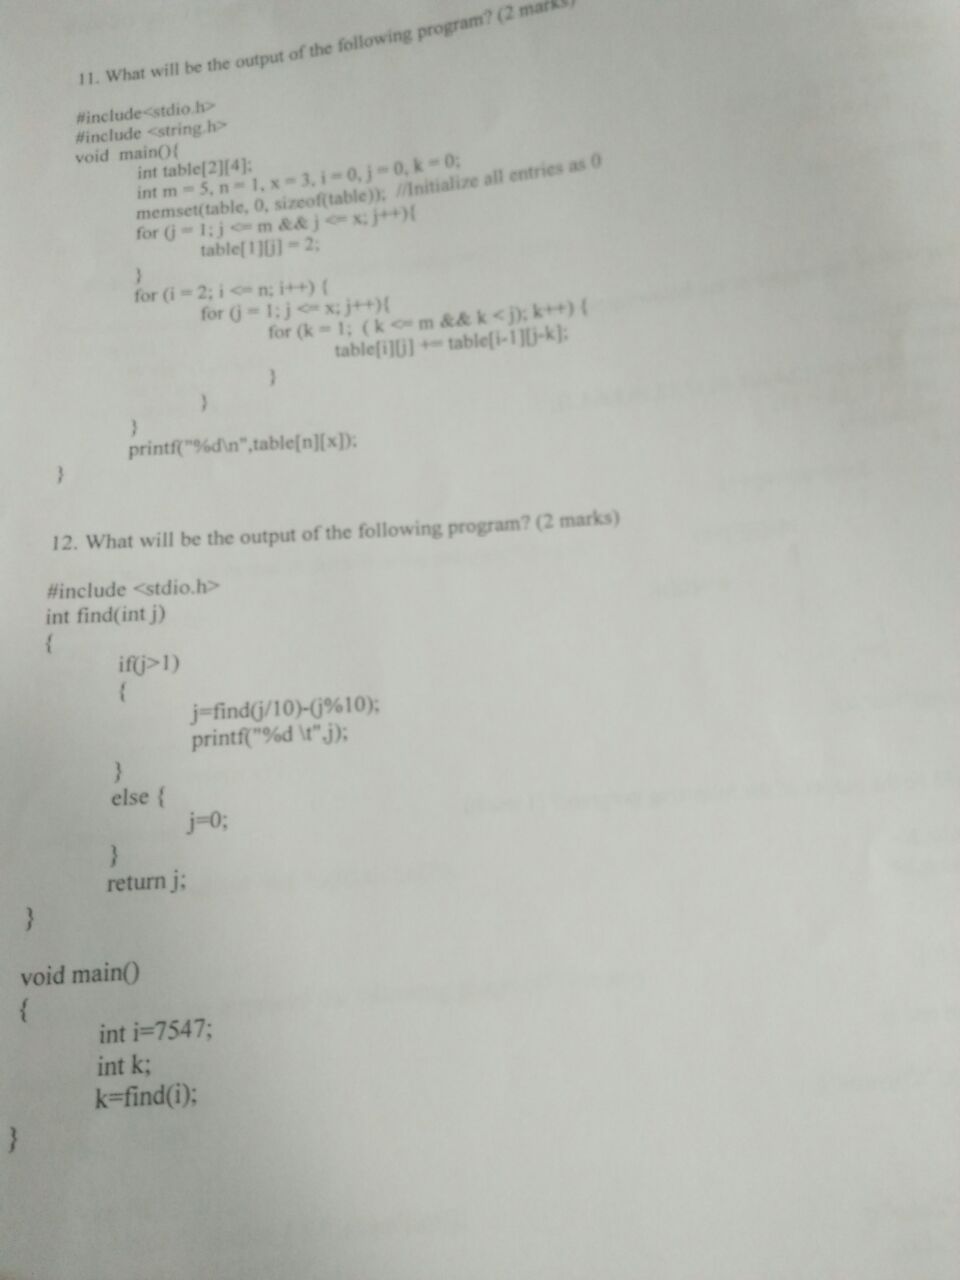 11. What will be the output of the following program? (2 marks)
#include<stdio.h>
#include <string.h>
void main(){
int table[2][4];
int m = 5, n = 1, x = 3, i = 0, j = 0, k = 0;
memset(table, 0, sizeof(table)); //Initialize all entries as 0
for (j = 1; j <= m && j <= x; j++){
table[1][j] = 2;
}
for (i = 2; i <= n; i++) {
for (j = 1; j <= x; j++){
for (k = 1; ( k <= m && k < j); k++) {
table[i][j] += table[i-1][j-k];
}
}
}
printf("%d\n",table[n][x]);
}
12. What will be the output of the following program? (2 marks)
#include <stdio.h>
int find(int j)
{
if(j>1)
{
j=find(j/10)-(j%10);
printf("%d \t",j);
}
else {
j=0;
}
return j;
}
void main()
{
int i=7547;
int k;
k=find(i);
}